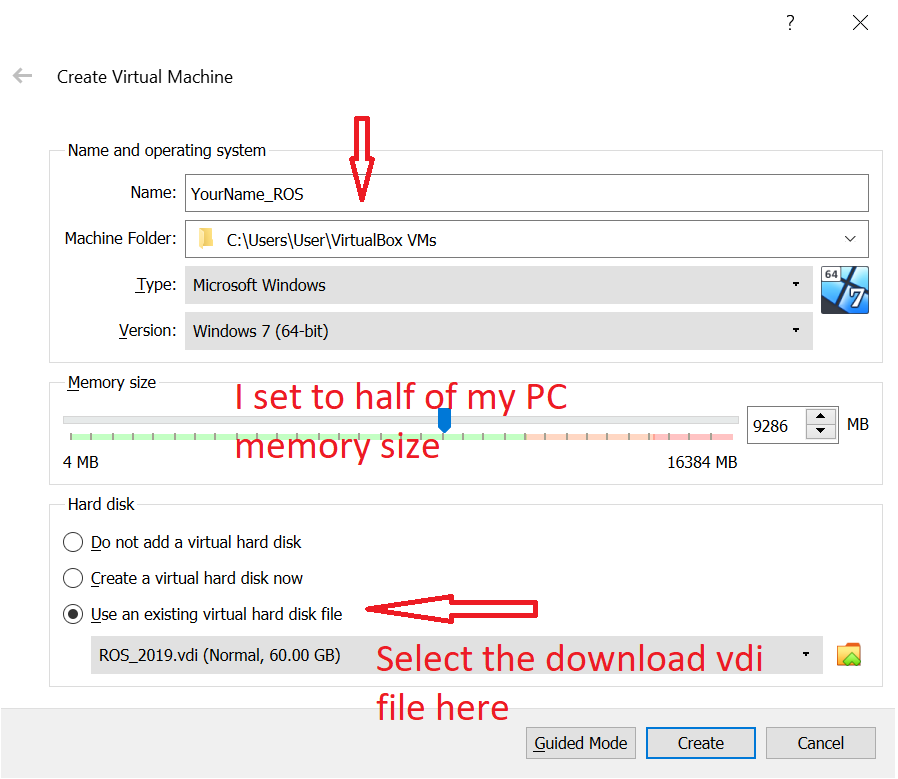 ?
Create Virtual Machine
Name and operating system
Name: YourName_ROS
Machine Folder: C:\Users\User\VirtualBox VMs
Type: Microsoft Windows
64
7
Version: Windows 7 (64-bit)
Memory size
I set to half of my PC
memory size
9286 MB
4 MB 16384 MB
Hard disk
Do not add a virtual hard disk
Create a virtual hard disk now
Use an existing virtual hard disk file
ROS_2019.vdi (Normal, 60.00 GB)
Select the download vdi
file here
Guided Mode Create Cancel